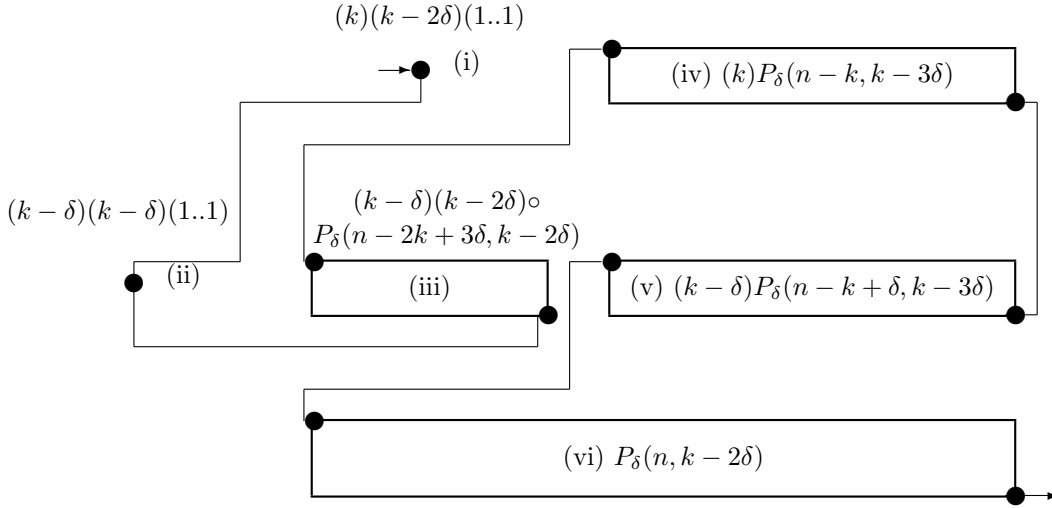 (k)(k − 2δ)(1..1)
(i)
(iv) (k)P_δ(n − k, k − 3δ)
(k − δ)(k − δ)(1..1)
(ii)
(k − δ)(k − 2δ)∘
P_δ(n − 2k + 3δ, k − 2δ)
(iii)
(v) (k − δ)P_δ(n − k + δ, k − 3δ)
(vi) P_δ(n, k − 2δ)